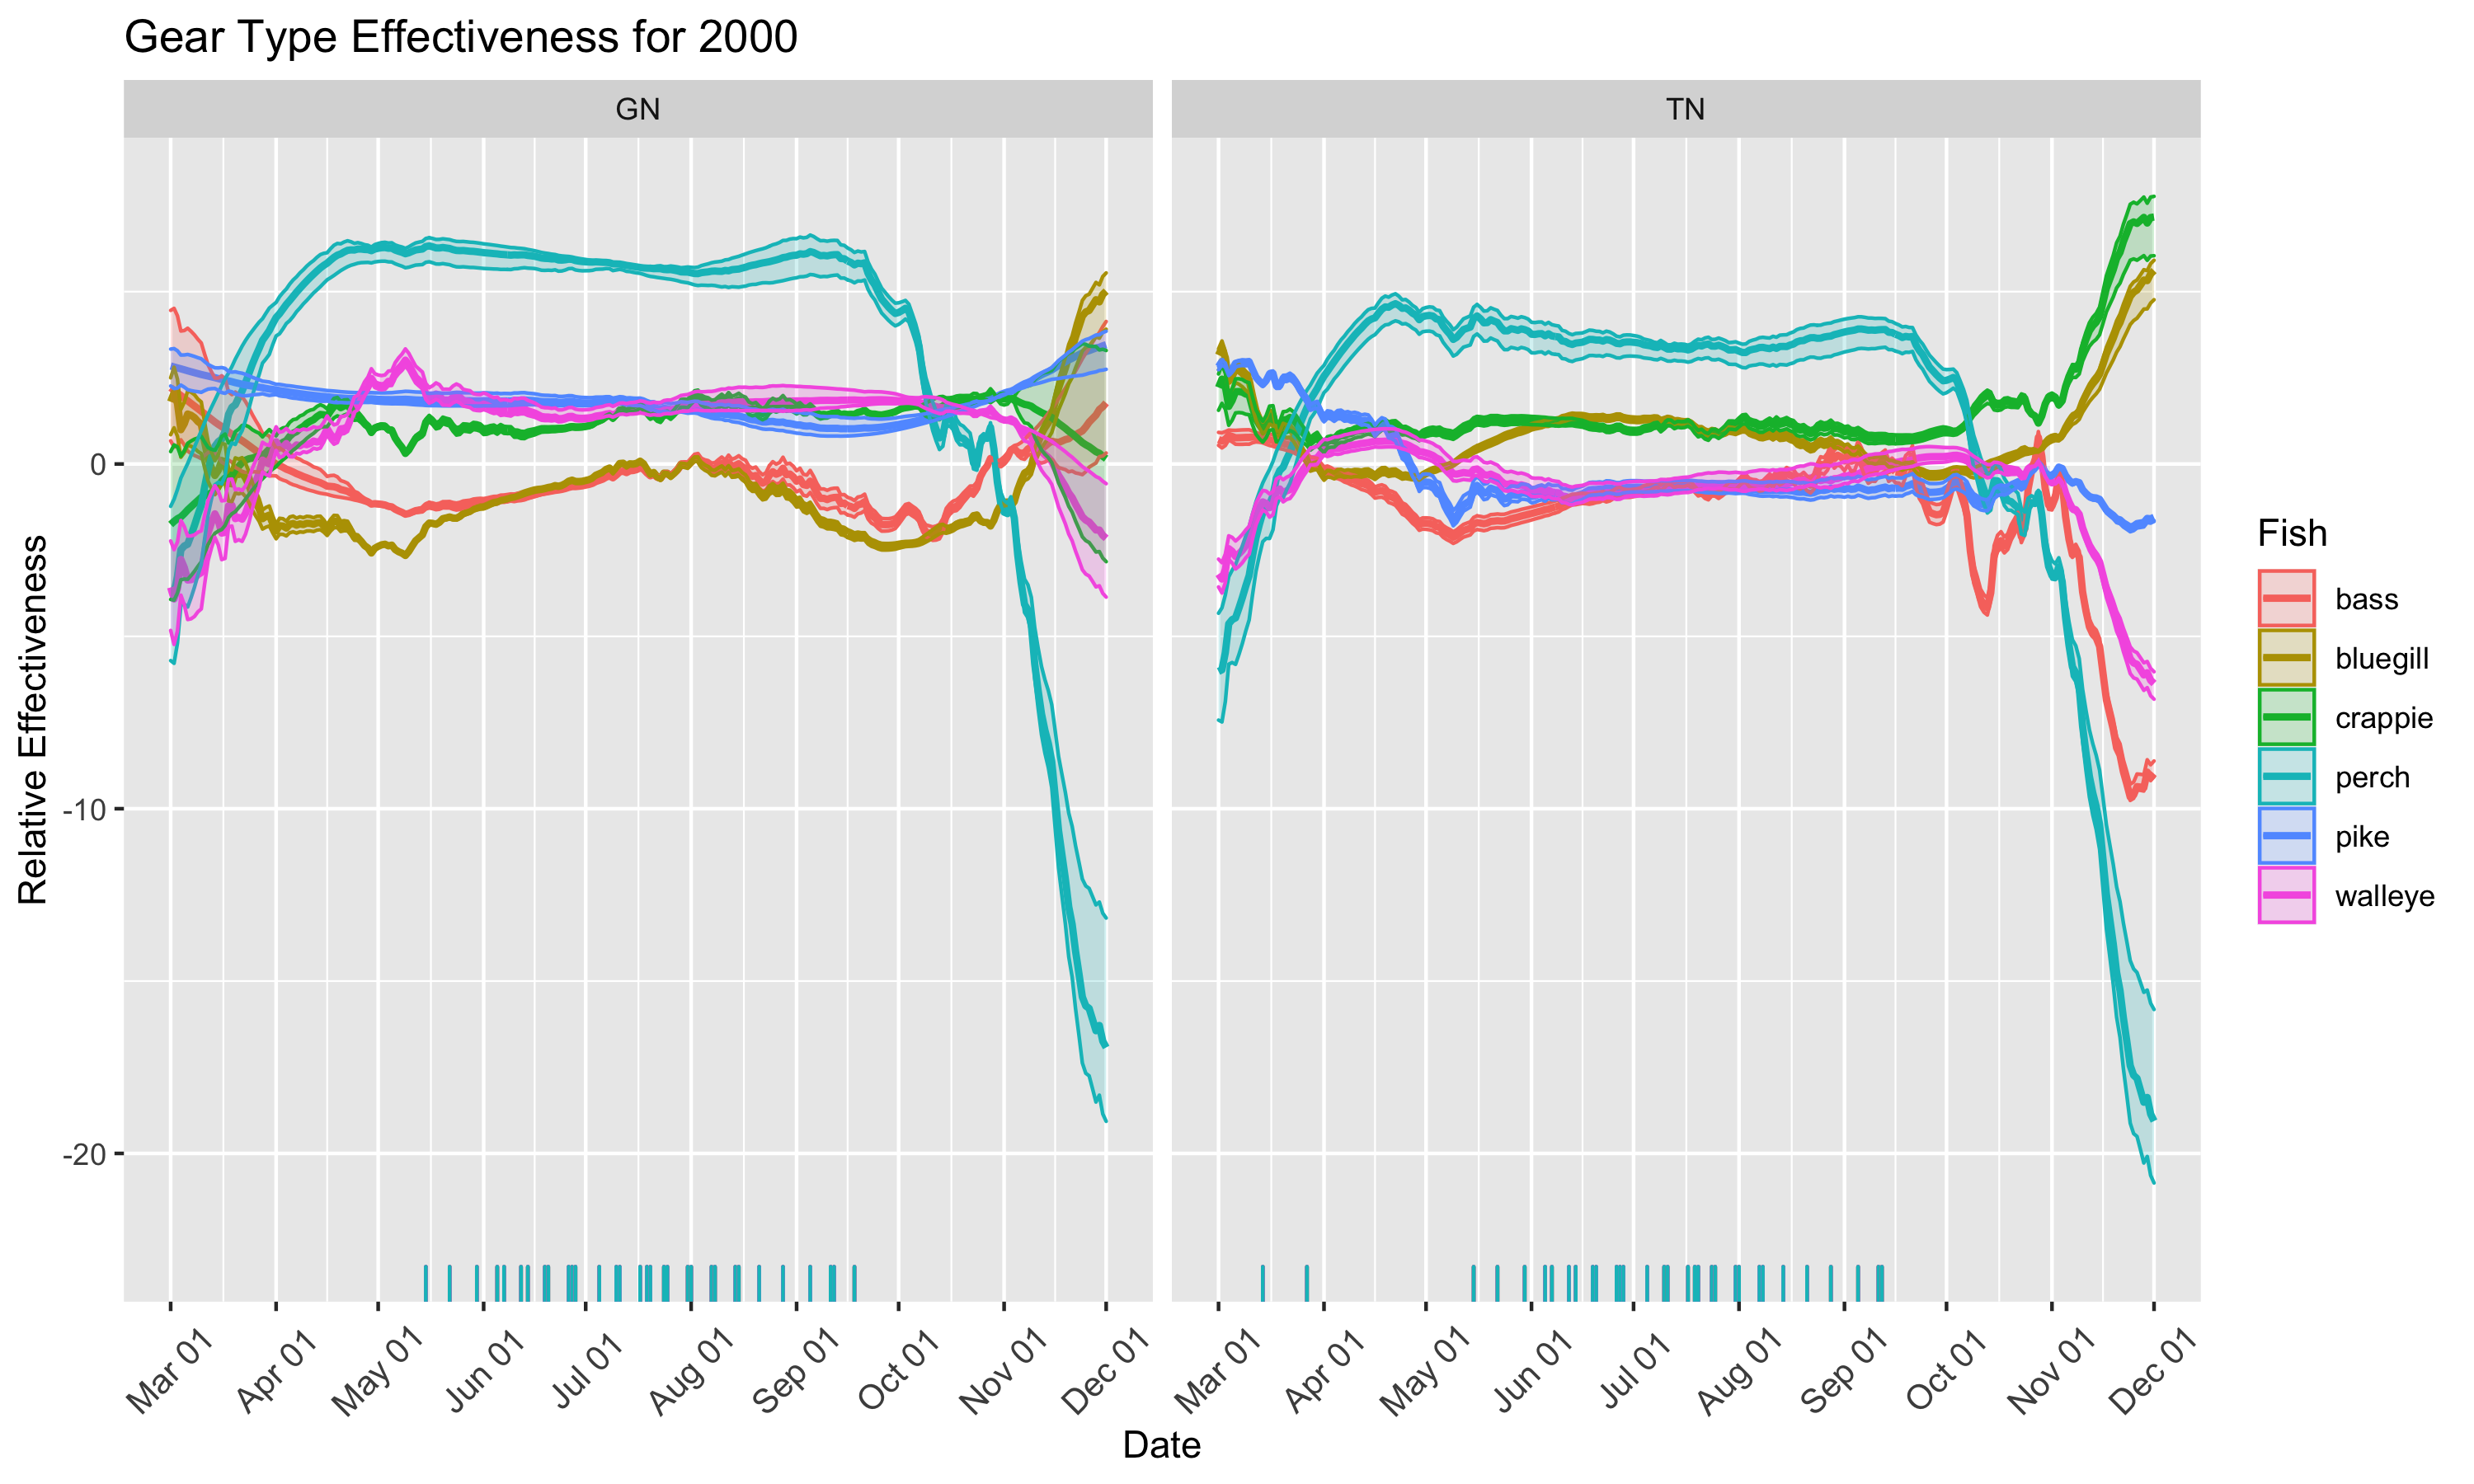 Gear Type Effectiveness for 2000
GN
TN
Relative Effectiveness
0
-10
-20
Mar 01
Apr 01
May 01
Jun 01
Jul 01
Aug 01
Sep 01
Oct 01
Nov 01
Dec 01
Mar 01
Apr 01
May 01
Jun 01
Jul 01
Aug 01
Sep 01
Oct 01
Nov 01
Dec 01
Date
Fish
bass
bluegill
crappie
perch
pike
walleye